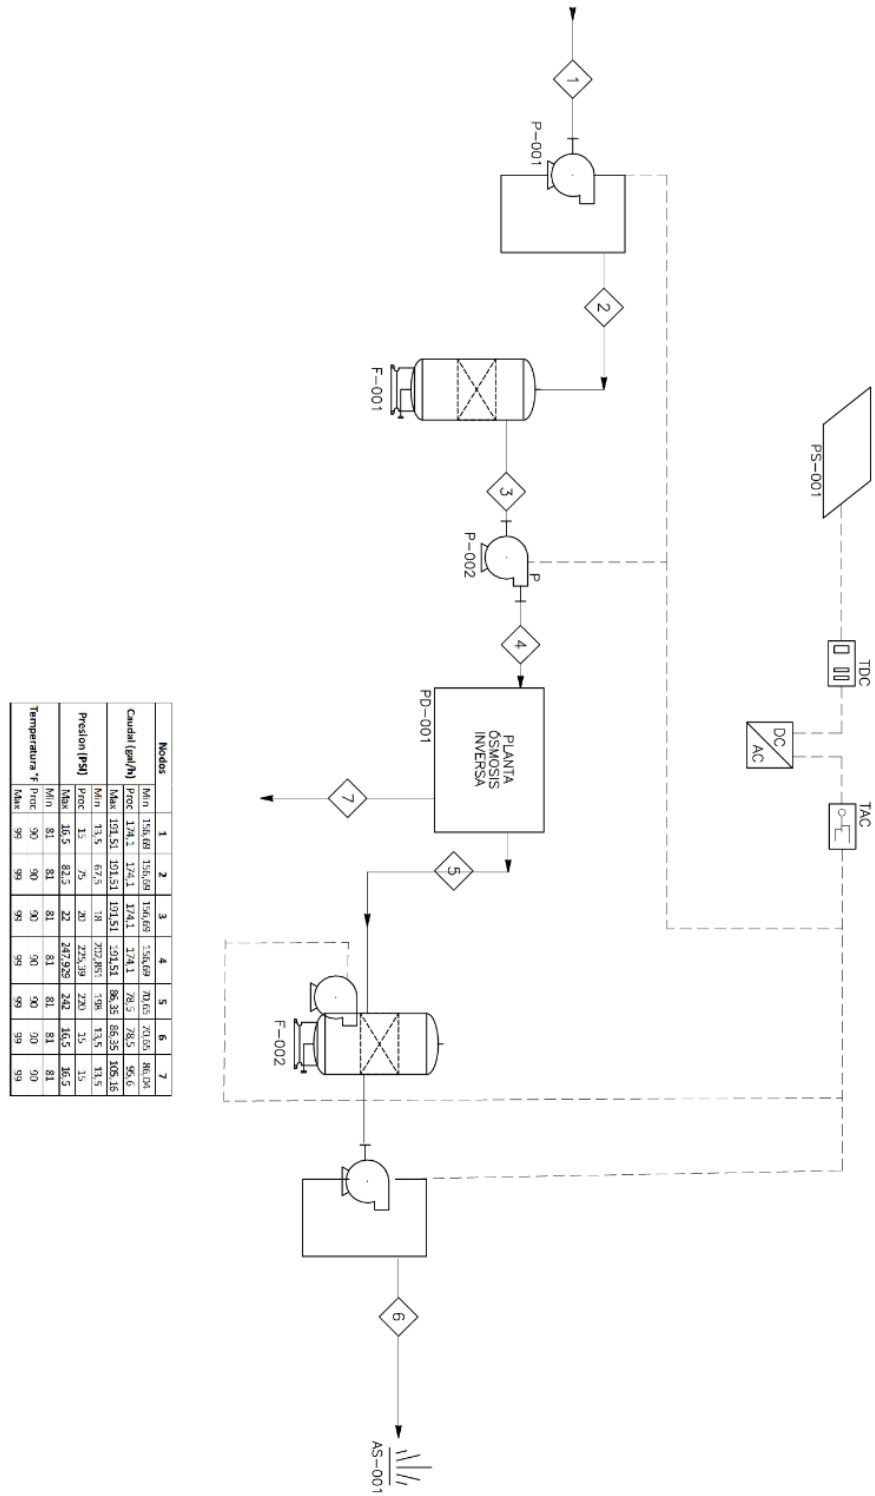 1
P-001
2
F-001
3
P-002
P
4
PD-001
PLANTA
ÓSMOSIS
INVERSA
7
5
F-002
6
AS-001
PS-001
TDC
DC
AC
TAC
Nodos 1 2 3 4 5 6 7
Caudal (gal/h) Min 156,69 156,69 156,69 156,69 70,65 70,65 86,04
Proc 174,1 174,1 174,1 174,1 78,5 78,5 95,6
Max 191,51 191,51 191,51 191,51 86,35 86,35 105,16
Presion (PSI) Min 13,5 67,5 18 202,851 198 13,5 13,5
Proc 15 75 20 225,39 220 15 15
Max 16,5 82,5 22 247,929 242 16,5 16,5
Temperatura °F Min 81 81 81 81 81 81 81
Proc 90 90 90 90 90 90 90
Max 99 99 99 99 99 99 99